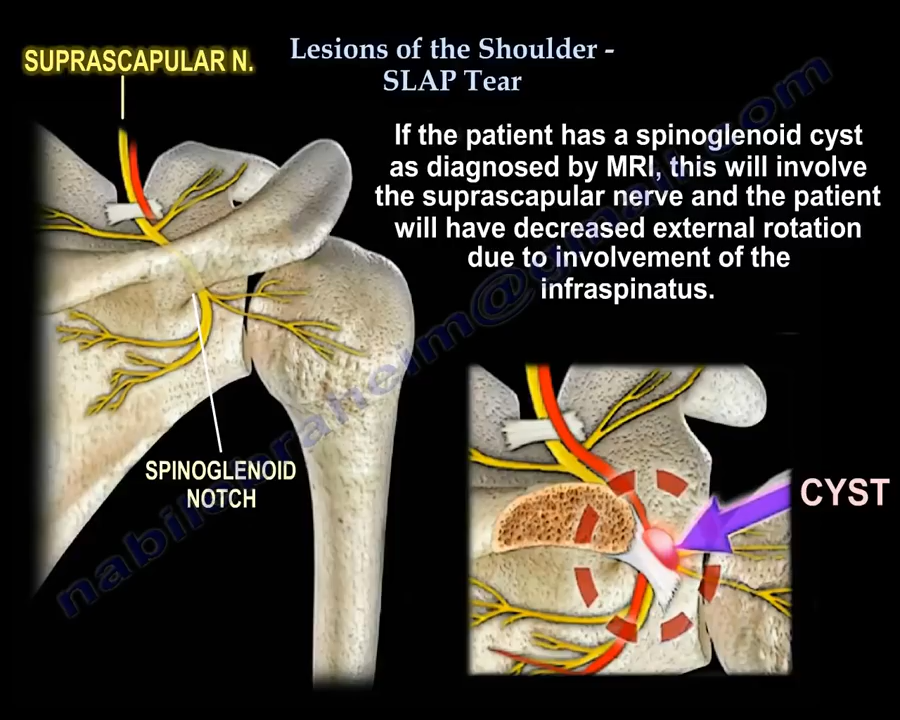 Lesions of the Shoulder -
SLAP Tear
SUPRASCAPULAR N.
If the patient has a spinoglenoid cyst
as diagnosed by MRI, this will involve
the suprascapular nerve and the patient
will have decreased external rotation
due to involvement of the
infraspinatus.
SPINOGLENOID
NOTCH
CYST